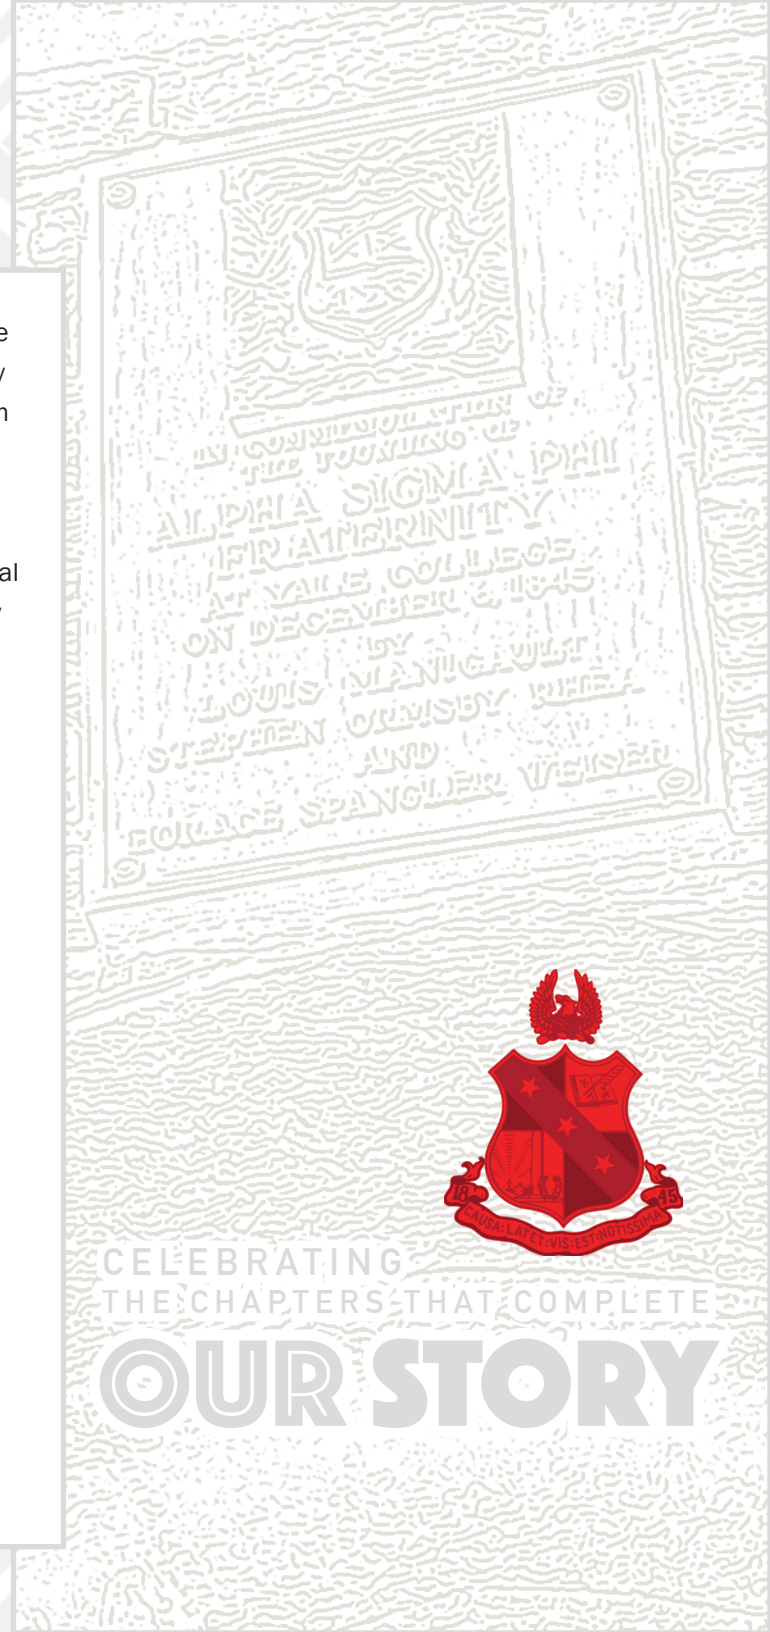 e
y
n
al
y
IN COMMEMORATION OF
THE FOUNDING OF
ALPHA SIGMA PHI
FRATERNITY
AT YALE COLLEGE
ON DECEMBER 6, 1845
BY
LOUIS MANIGAULT
STEPHEN ORMSBY RHEA
AND
HORACE SPANGLER WEISER
18 45
CAUSA:LATET:VIS:EST:NOTISSIMA
CELEBRATING
THE CHAPTERS THAT COMPLETE
OUR STORY